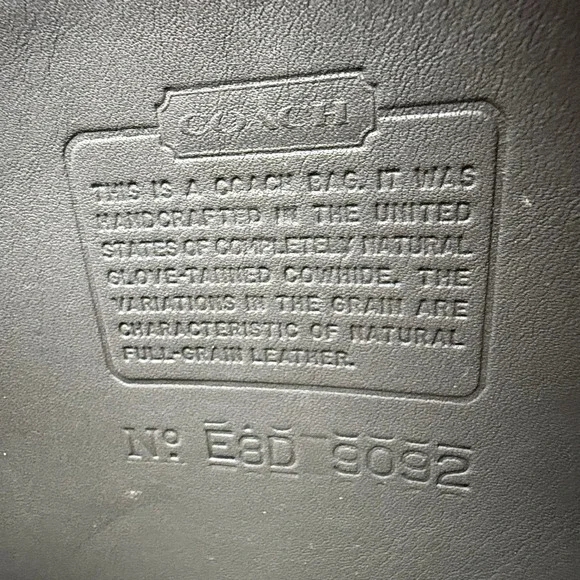 COACH
THIS IS A COACH BAG. IT WAS
HANDCRAFTED IN THE UNITED
STATES OF COMPLETELY NATURAL
GLOVE-TANNED COWHIDE. THE
VARIATIONS IN THE GRAIN ARE
CHARACTERISTIC OF NATURAL
FULL-GRAIN LEATHER.
No: E8D-9092